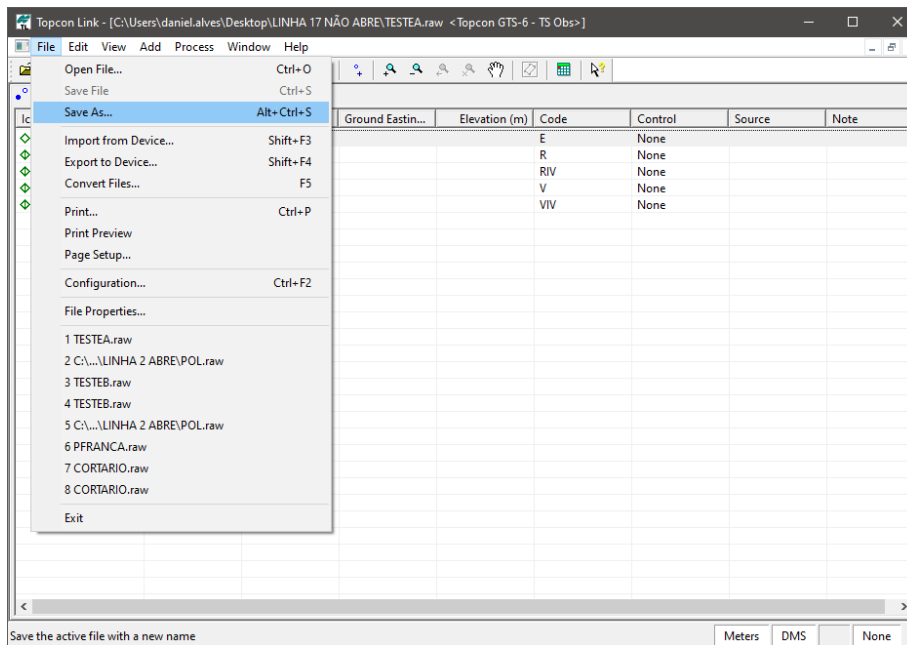 Topcon Link - [C:\Users\daniel.alves\Desktop\LINHA 17 NÃO ABRE\TESTEA.raw <Topcon GTS-6 - TS Obs>]
File Edit View Add Process Window Help
Open File... Ctrl+O
Save File Ctrl+S
Save As... Alt+Ctrl+S
Import from Device... Shift+F3
Export to Device... Shift+F4
Convert Files... F5
Print... Ctrl+P
Print Preview
Page Setup...
Configuration... Ctrl+F2
File Properties...
1 TESTEA.raw
2 C:\...\LINHA 2 ABRE\POL.raw
3 TESTEB.raw
4 TESTEB.raw
5 C:\...\LINHA 2 ABRE\POL.raw
6 PFRANCA.raw
7 CORTARIO.raw
8 CORTARIO.raw
Exit
Ic Ground Eastin... Elevation (m) Code Control Source Note
E None
R None
RIV None
V None
VIV None
Save the active file with a new name Meters DMS None